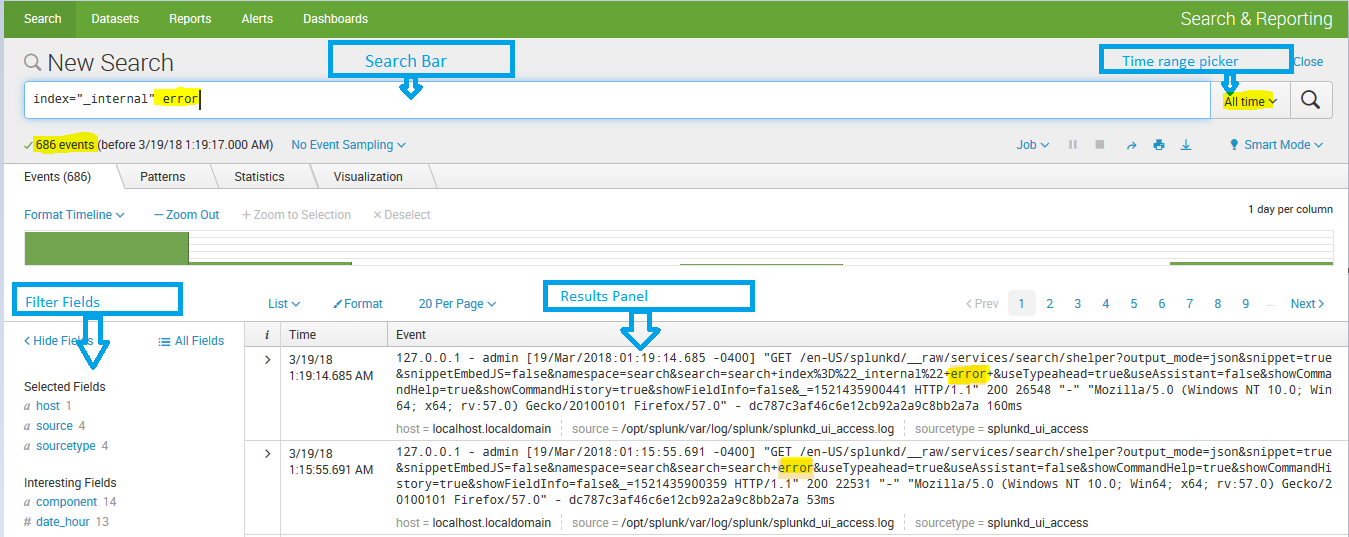 Search Datasets Reports Alerts Dashboards Search & Reporting
New Search Search Bar Time range picker Close
index="_internal" error All time
686 events (before 3/19/18 1:19:17.000 AM) No Event Sampling Job Smart Mode
Events (686) Patterns Statistics Visualization
Format Timeline — Zoom Out + Zoom to Selection × Deselect 1 day per column
Filter Fields List Format 20 Per Page Results Panel < Prev 1 2 3 4 5 6 7 8 9 ... Next >
< Hide Fields All Fields i Time Event
Selected Fields
a host 1
a source 4
a sourcetype 4
Interesting Fields
a component 14
# date_hour 13
> 3/19/18 127.0.0.1 - admin [19/Mar/2018:01:19:14.685 -0400] "GET /en-US/splunkd/__raw/services/search/shelper?output_mode=json&snippet=true
1:19:14.685 AM &snippetEmbedJS=false&namespace=search&search=search+index%3D%22_internal%22+error+&useTypeahead=true&useAssistant=false&showComma
ndHelp=true&showCommandHistory=true&showFieldInfo=false&_=1521435900441 HTTP/1.1" 200 26548 "-" "Mozilla/5.0 (Windows NT 10.0; Win
64; x64; rv:57.0) Gecko/20100101 Firefox/57.0" - dc787c3af46c6e12cb92a2a9c8bb2a7a 160ms
host = localhost.localdomain source = /opt/splunk/var/log/splunk/splunkd_ui_access.log sourcetype = splunkd_ui_access
> 3/19/18 127.0.0.1 - admin [19/Mar/2018:01:15:55.691 -0400] "GET /en-US/splunkd/__raw/services/search/shelper?output_mode=json&snippet=true
1:15:55.691 AM &snippetEmbedJS=false&namespace=search&search=search+error&useTypeahead=true&useAssistant=false&showCommandHelp=true&showCommandHi
story=true&showFieldInfo=false&_=1521435900359 HTTP/1.1" 200 22531 "-" "Mozilla/5.0 (Windows NT 10.0; Win64; x64; rv:57.0) Gecko/2
0100101 Firefox/57.0" - dc787c3af46c6e12cb92a2a9c8bb2a7a 53ms
host = localhost.localdomain source = /opt/splunk/var/log/splunk/splunkd_ui_access.log sourcetype = splunkd_ui_access